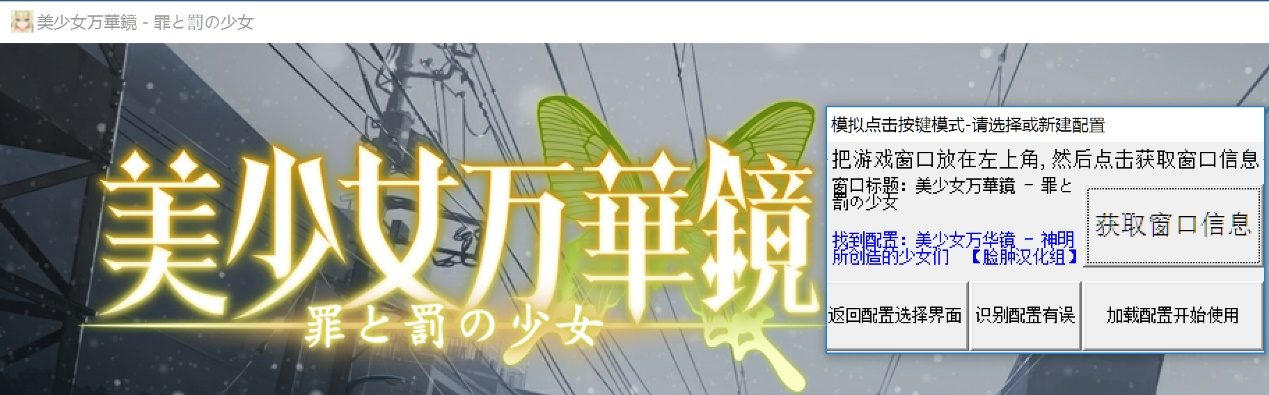 美少女万華鏡 - 罪と罰の少女
美少女万華鏡
罪と罰の少女
模拟点击按键模式-请选择或新建配置
把游戏窗口放在左上角,然后点击获取窗口信息
窗口标题：美少女万華鏡 - 罪と
罰の少女
获取窗口信息
找到配置：美少女万华镜 - 神明
所创造的少女们 【脸肿汉化组】
返回配置选择界面
识别配置有误
加载配置开始使用